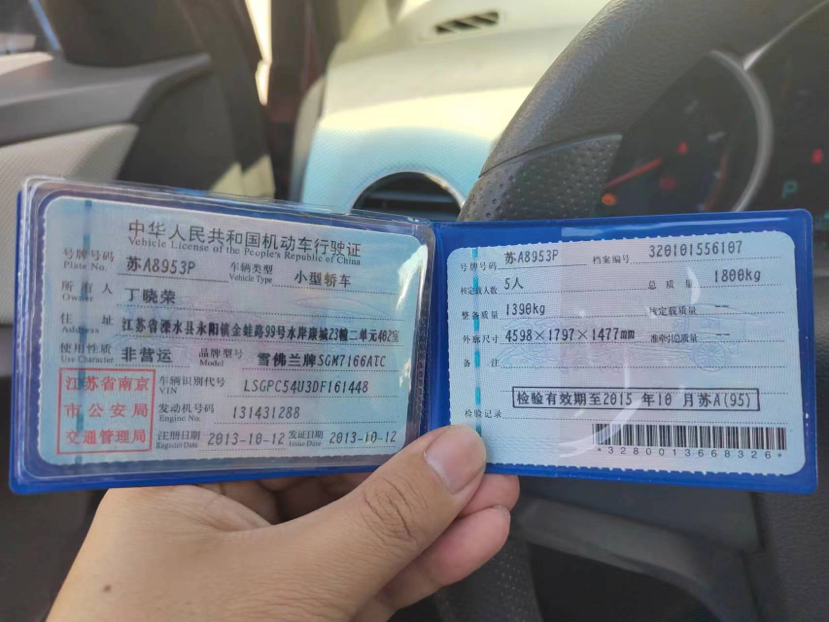 中华人民共和国机动车行驶证
Vehicle License of the People's Republic of China
号牌号码 苏A8953P 车辆类型 小型轿车
Plate No. Vehicle Type
所有人 丁晓荣
Owner
住址 江苏省溧水县永阳镇金蛙路99号水岸康城23幢二单元402室
Address
使用性质 非营运 品牌型号 雪佛兰牌SGM7166ATC
Use Character Model
江苏省南京
市公安局
交通管理局
车辆识别代号 LSGPC54U3DF161448
VIN
发动机号码 131431288
Engine No.
注册日期 2013-10-12 发证日期 2013-10-12
Register Date Issue Date
号牌号码 苏A8953P 档案编号 320101556107
核定载人数 5人 总质量 1800kg
整备质量 1390kg 核定载质量 --
外廓尺寸 4598×1797×1477mm 准牵引总质量 --
备注
检验有效期至2015年10月苏A(95)
检验记录
*3280013668326*
P